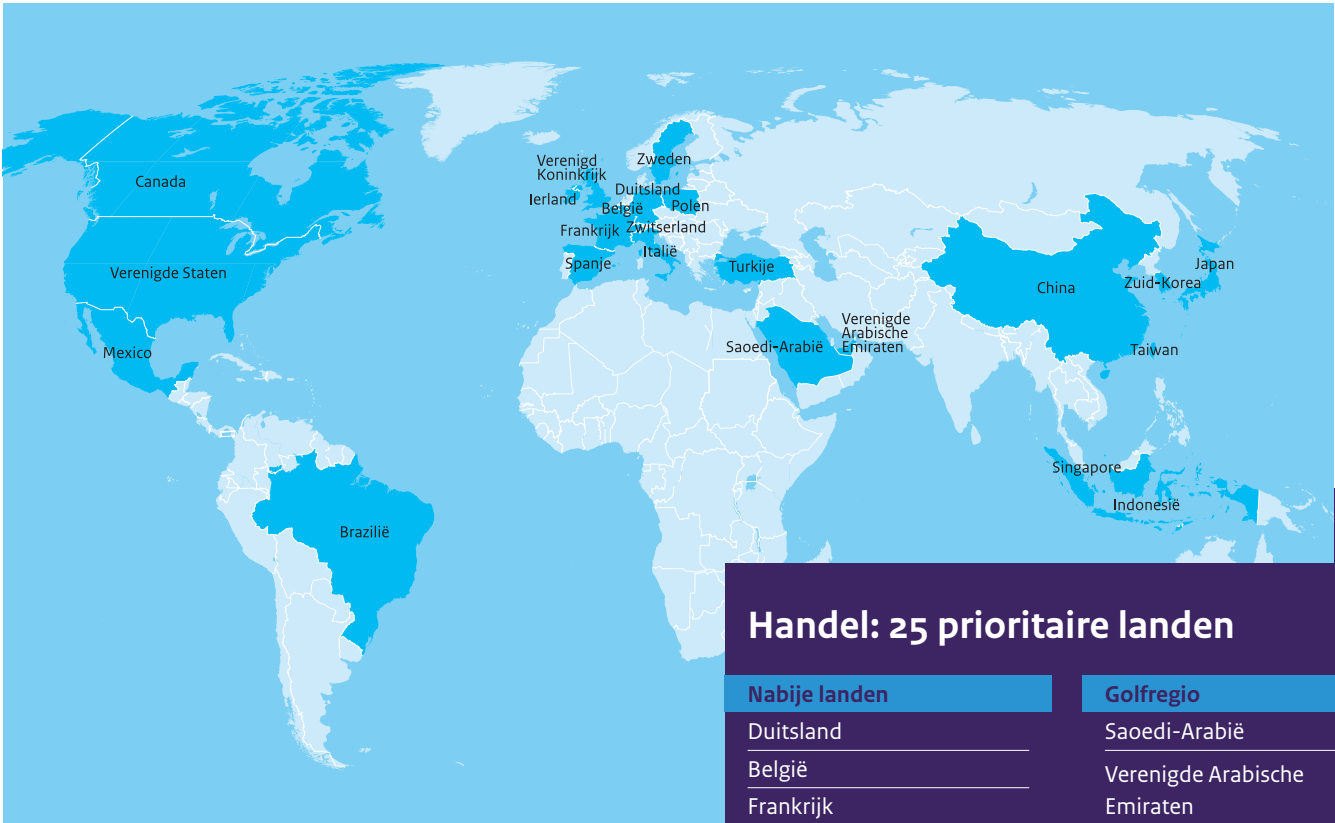 Canada
Verenigde Staten
Mexico
Brazilië
Verenigd
Koninkrijk
Ierland
Zweden
Duitsland
België
Polen
Frankrijk
Zwitserland
Italië
Spanje
Turkije
Saoedi-Arabië
Verenigde
Arabische
Emiraten
China
Zuid-Korea
Japan
Taiwan
Singapore
Indonesië
Handel: 25 prioritaire landen
Nabije landen
Duitsland
België
Frankrijk
Golfregio
Saoedi-Arabië
Verenigde Arabische
Emiraten